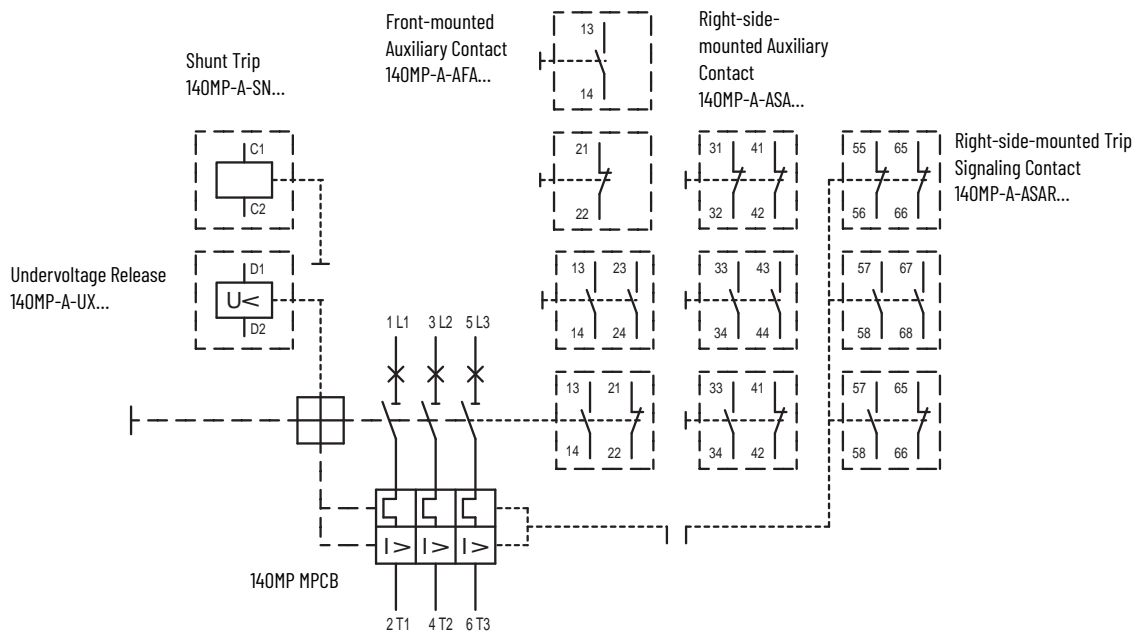 Shunt Trip
140MP-A-SN...
C1
C2
Undervoltage Release
140MP-A-UX...
D1
U<
D2
Front-mounted
Auxiliary Contact
140MP-A-AFA...
13
14
21
22
13 23
14 24
13 21
14 22
Right-side-
mounted Auxiliary
Contact
140MP-A-ASA...
31 41
32 42
33 43
34 44
33 41
34 42
Right-side-mounted Trip
Signaling Contact
140MP-A-ASAR...
55 65
56 66
57 67
58 68
57 65
58 66
1 L1 3 L2 5 L3
I> I> I>
140MP MPCB
2 T1 4 T2 6 T3